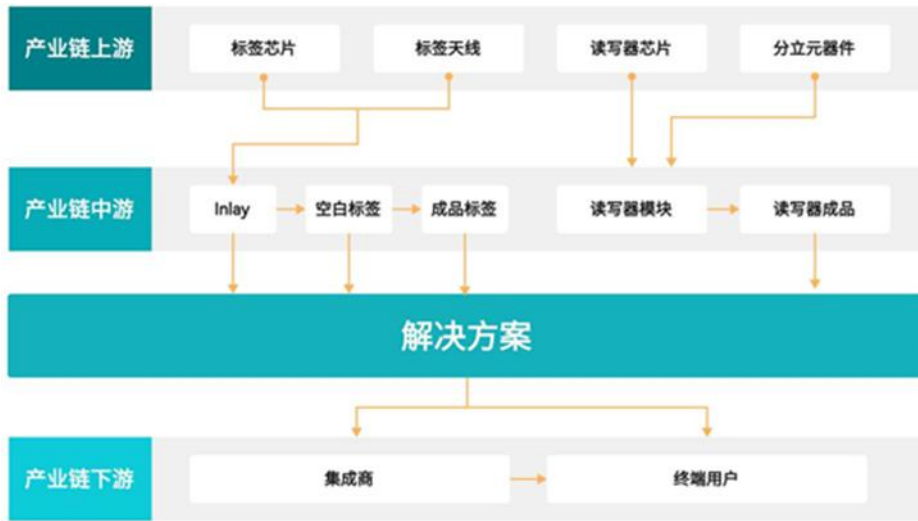 产业链上游
标签芯片
标签天线
读写器芯片
分立元器件
产业链中游
Inlay
空白标签
成品标签
读写器模块
读写器成品
解决方案
产业链下游
集成商
终端用户